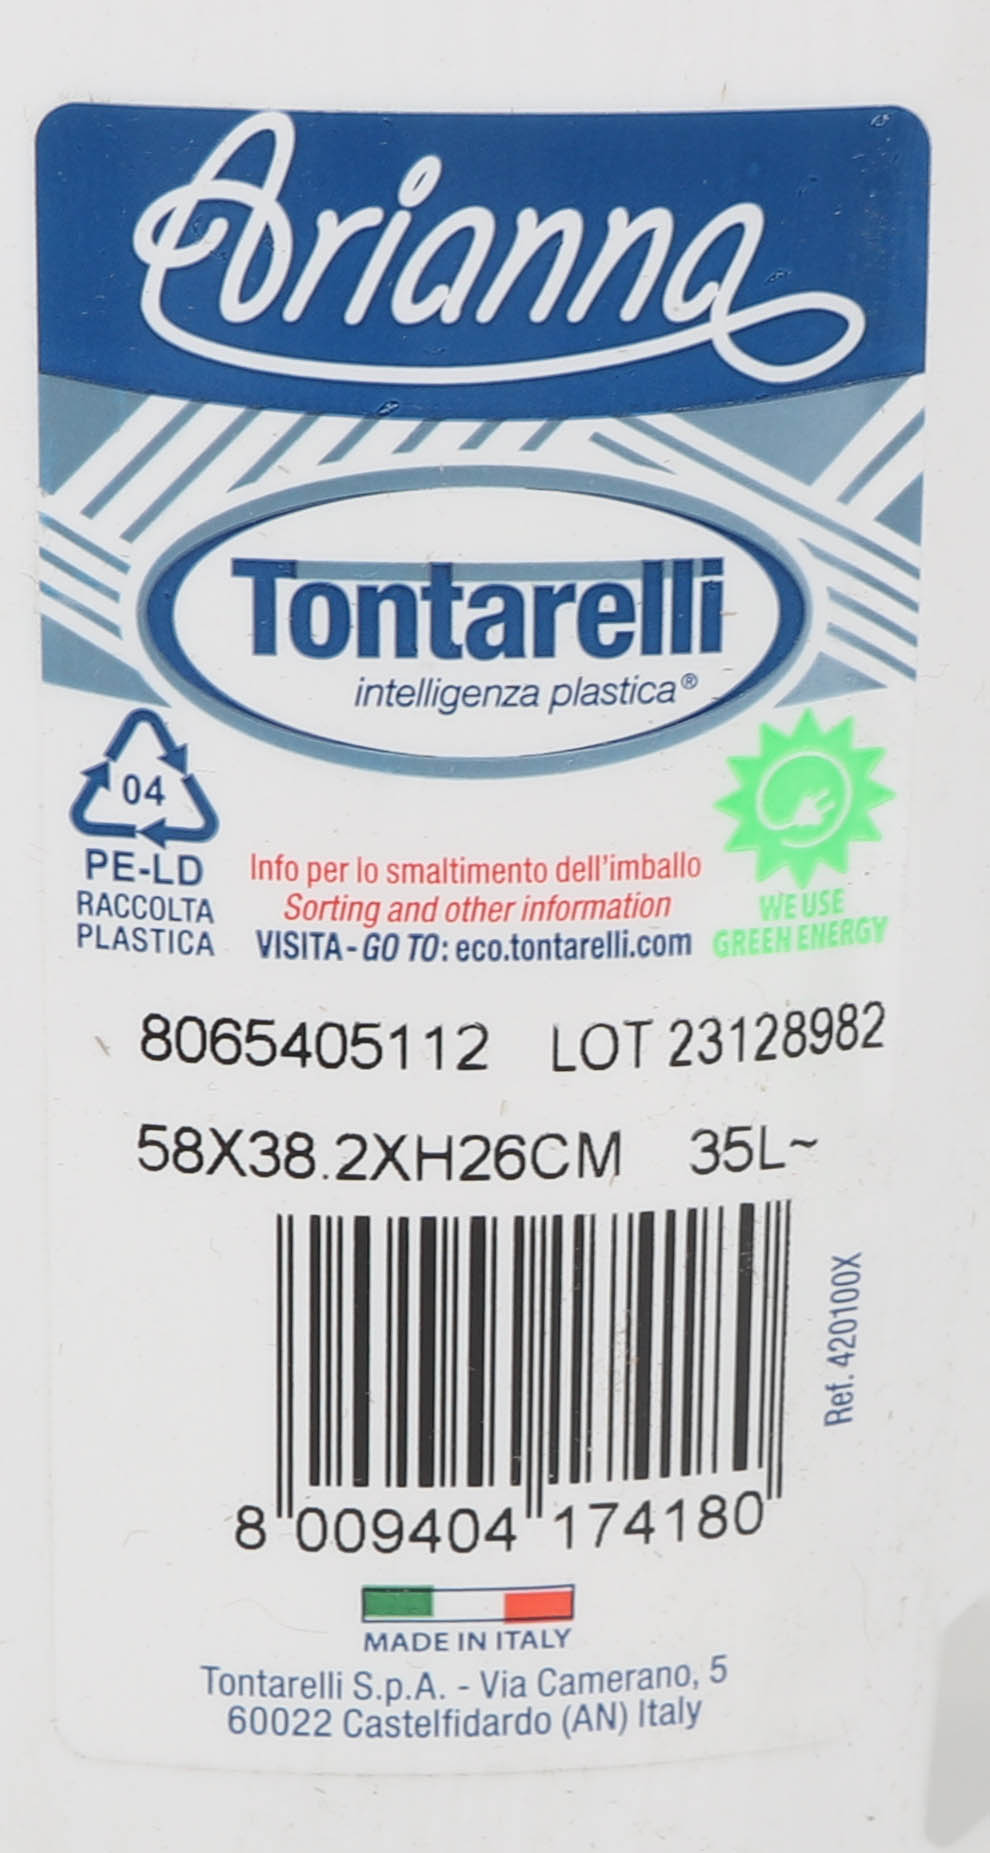 Arianna
Tontarelli
intelligenza plastica®
04
PE-LD
RACCOLTA
PLASTICA
Info per lo smaltimento dell'imballo
Sorting and other information
VISITA - GO TO: eco.tontarelli.com
WE USE
GREEN ENERGY
8065405112 LOT 23128982
58X38.2XH26CM 35L~
Ref. 420100X
8 009404 174180
MADE IN ITALY
Tontarelli S.p.A. - Via Camerano, 5
60022 Castelfidardo (AN) Italy